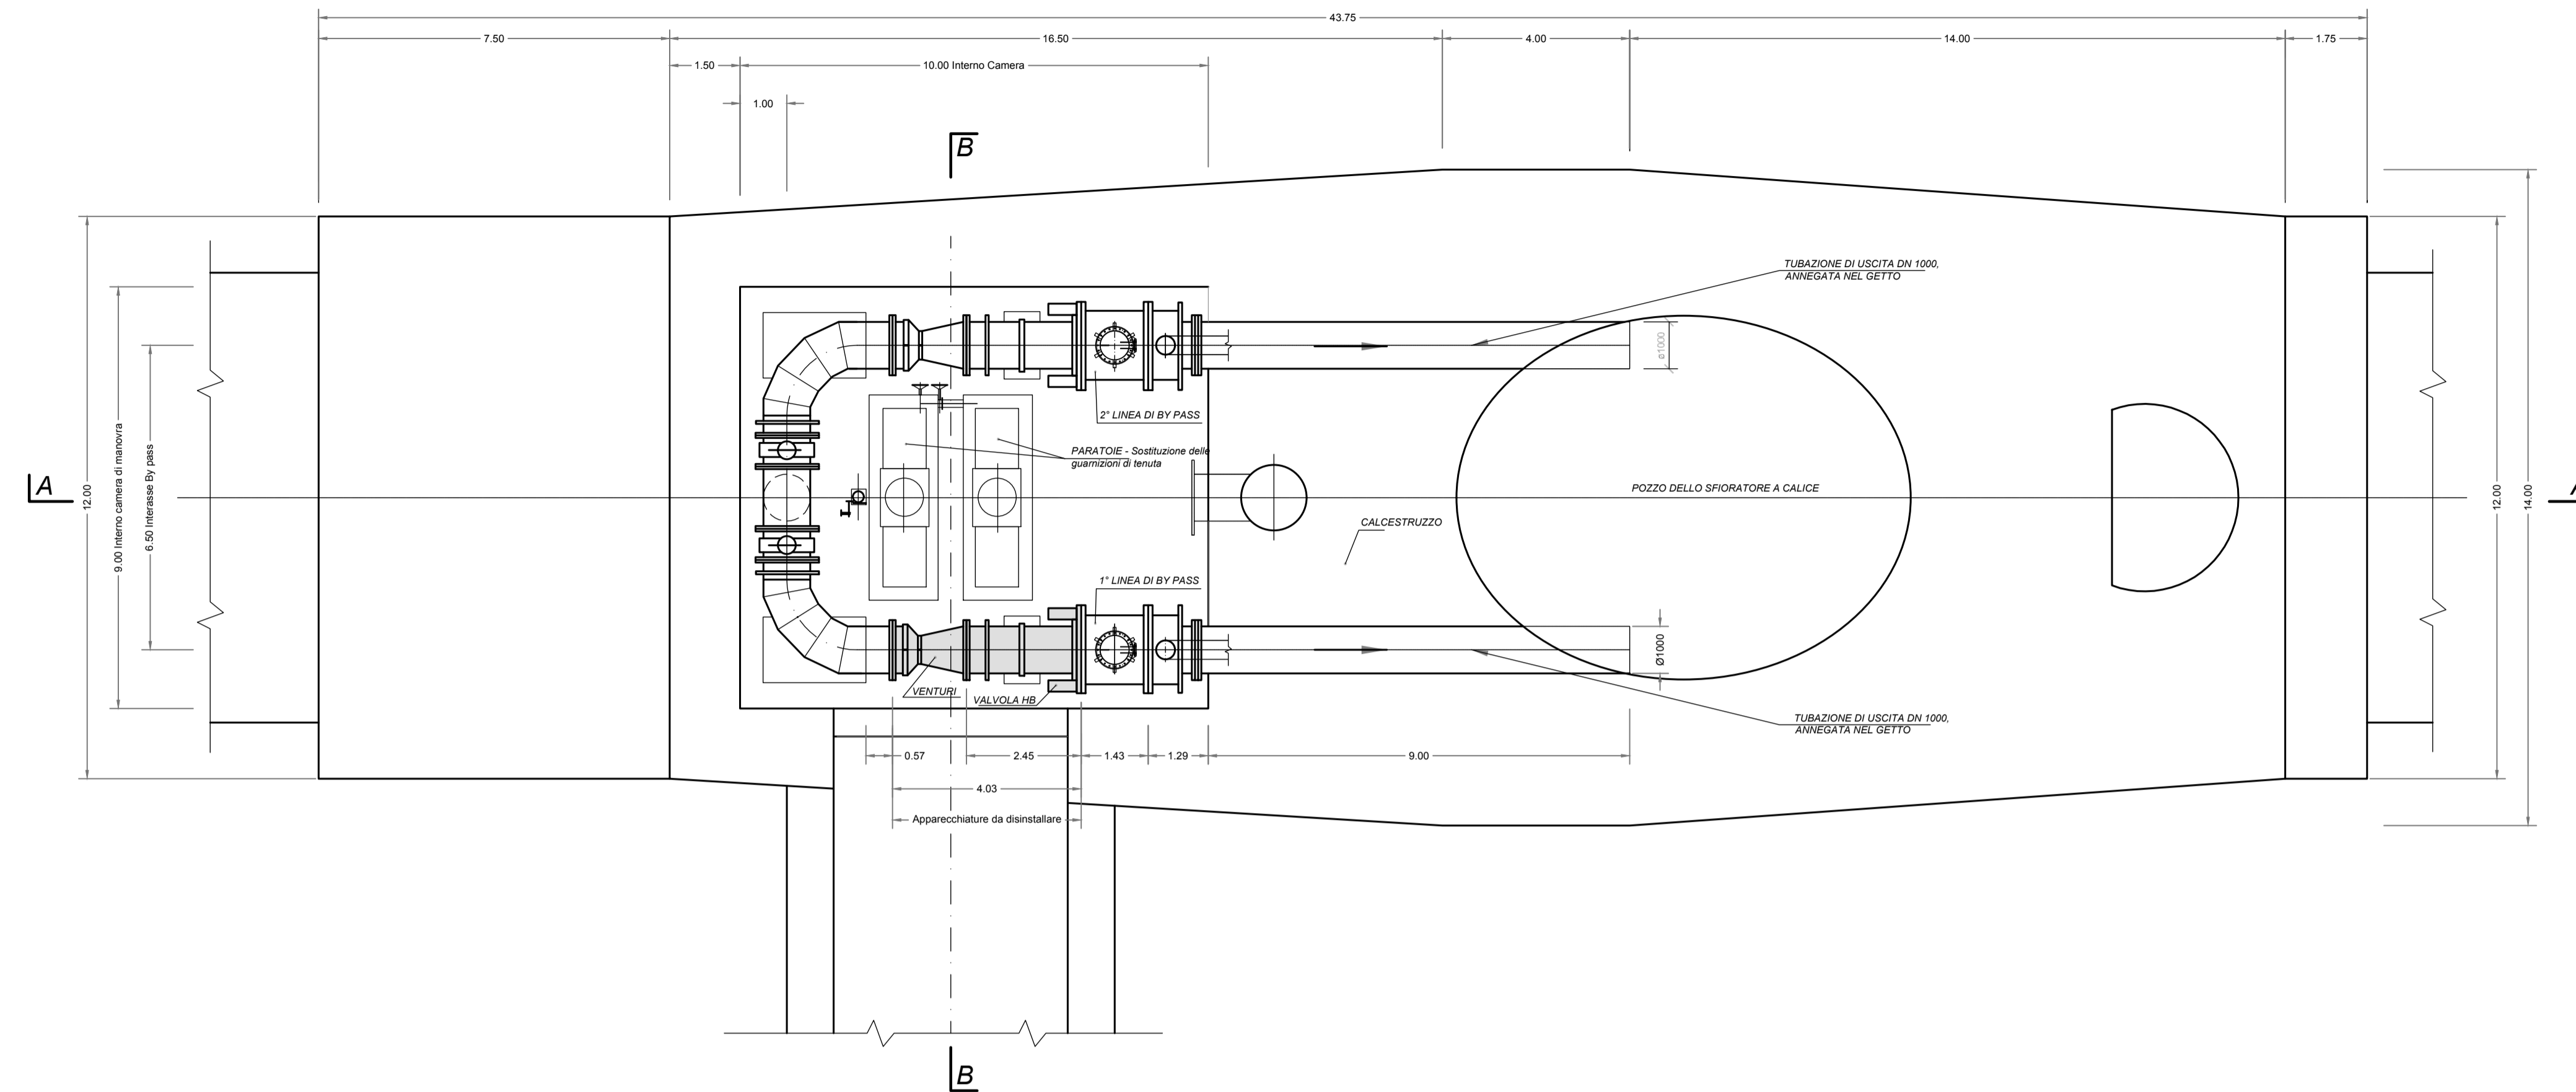 43.75
7.50
16.50
4.00
14.00
1.75
1.50
10.00 Interno Camera
1.00
B
TUBAZIONE DI USCITA DN 1000,
ANNEGATA NEL GETTO
ø1000
2° LINEA DI BY PASS
PARATOIE - Sostituzione delle
guarnizioni di tenuta
A
12.00
9.00 Interno camera di manovra
6.50 Interasse By pass
POZZO DELLO SFIORATORE A CALICE
12.00
14.00
A
CALCESTRUZZO
1° LINEA DI BY PASS
Ø1000
VENTURI
VALVOLA HB
TUBAZIONE DI USCITA DN 1000,
ANNEGATA NEL GETTO
0.57
2.45
1.43
1.29
9.00
4.03
Apparecchiature da disinstallare
B